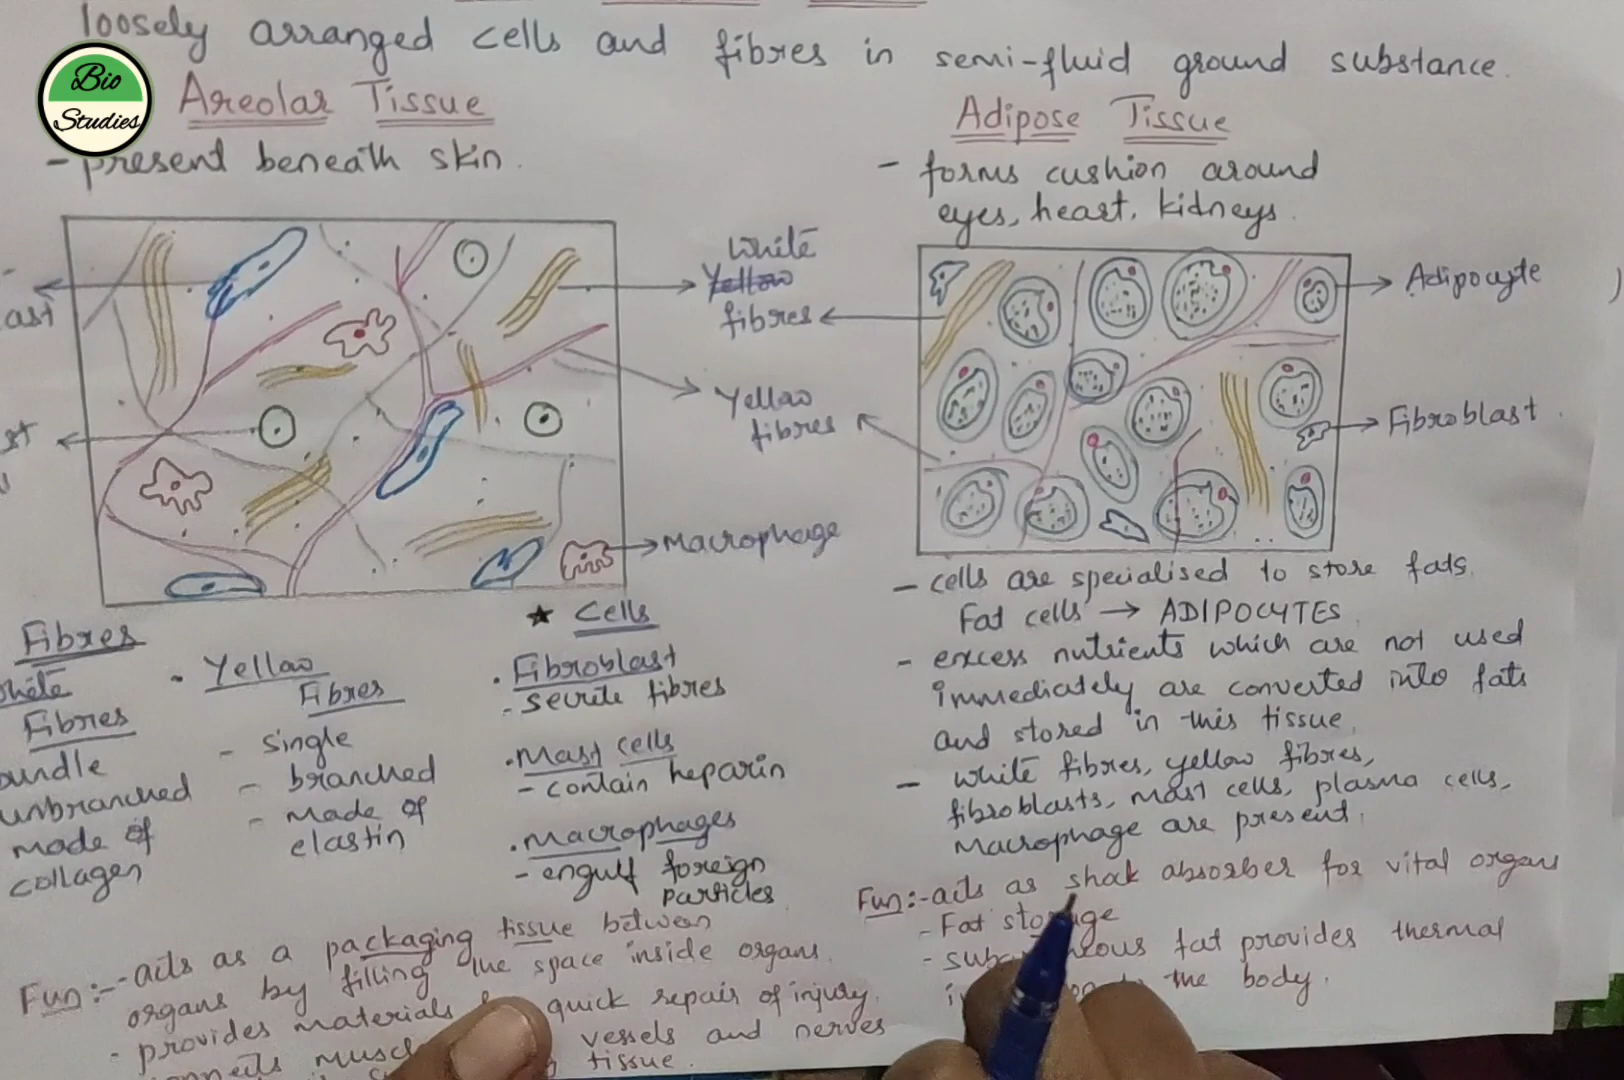 loosely arranged cells and fibres in semi-fluid ground substance.
Bio
Studies
Areolar Tissue
- present beneath skin.
ast
st
White
Yellow
fibres
Yellow
fibres
Macrophage
Fibres
White
Fibres
bundle
unbranched
made of
collagen
. Yellow
Fibres
- single
- branched
- made of
elastin
★ Cells
. Fibroblast
- secrete fibres
. Mast cells
- contain heparin
. Macrophages
- engulf foreign
particles
Fun:- - acts as a packaging tissue between
organs by filling the space inside organs.
- provides materials quick repair of injury.
vessels and nerves
tissue.
Adipose Tissue
- forms cushion around
eyes, heart, kidneys.
Adipocyte
Fibroblast
- cells are specialised to store fats.
Fat cells → ADIPOCYTES
- excess nutrients which are not used
immediately are converted into fats
and stored in this tissue.
- white fibres, yellow fibres,
fibroblasts, mast cells, plasma cells,
Macrophage are present.
Fun:- - acts as shok absorber for vital organs
- Fat storage
- fat provides thermal
the body.